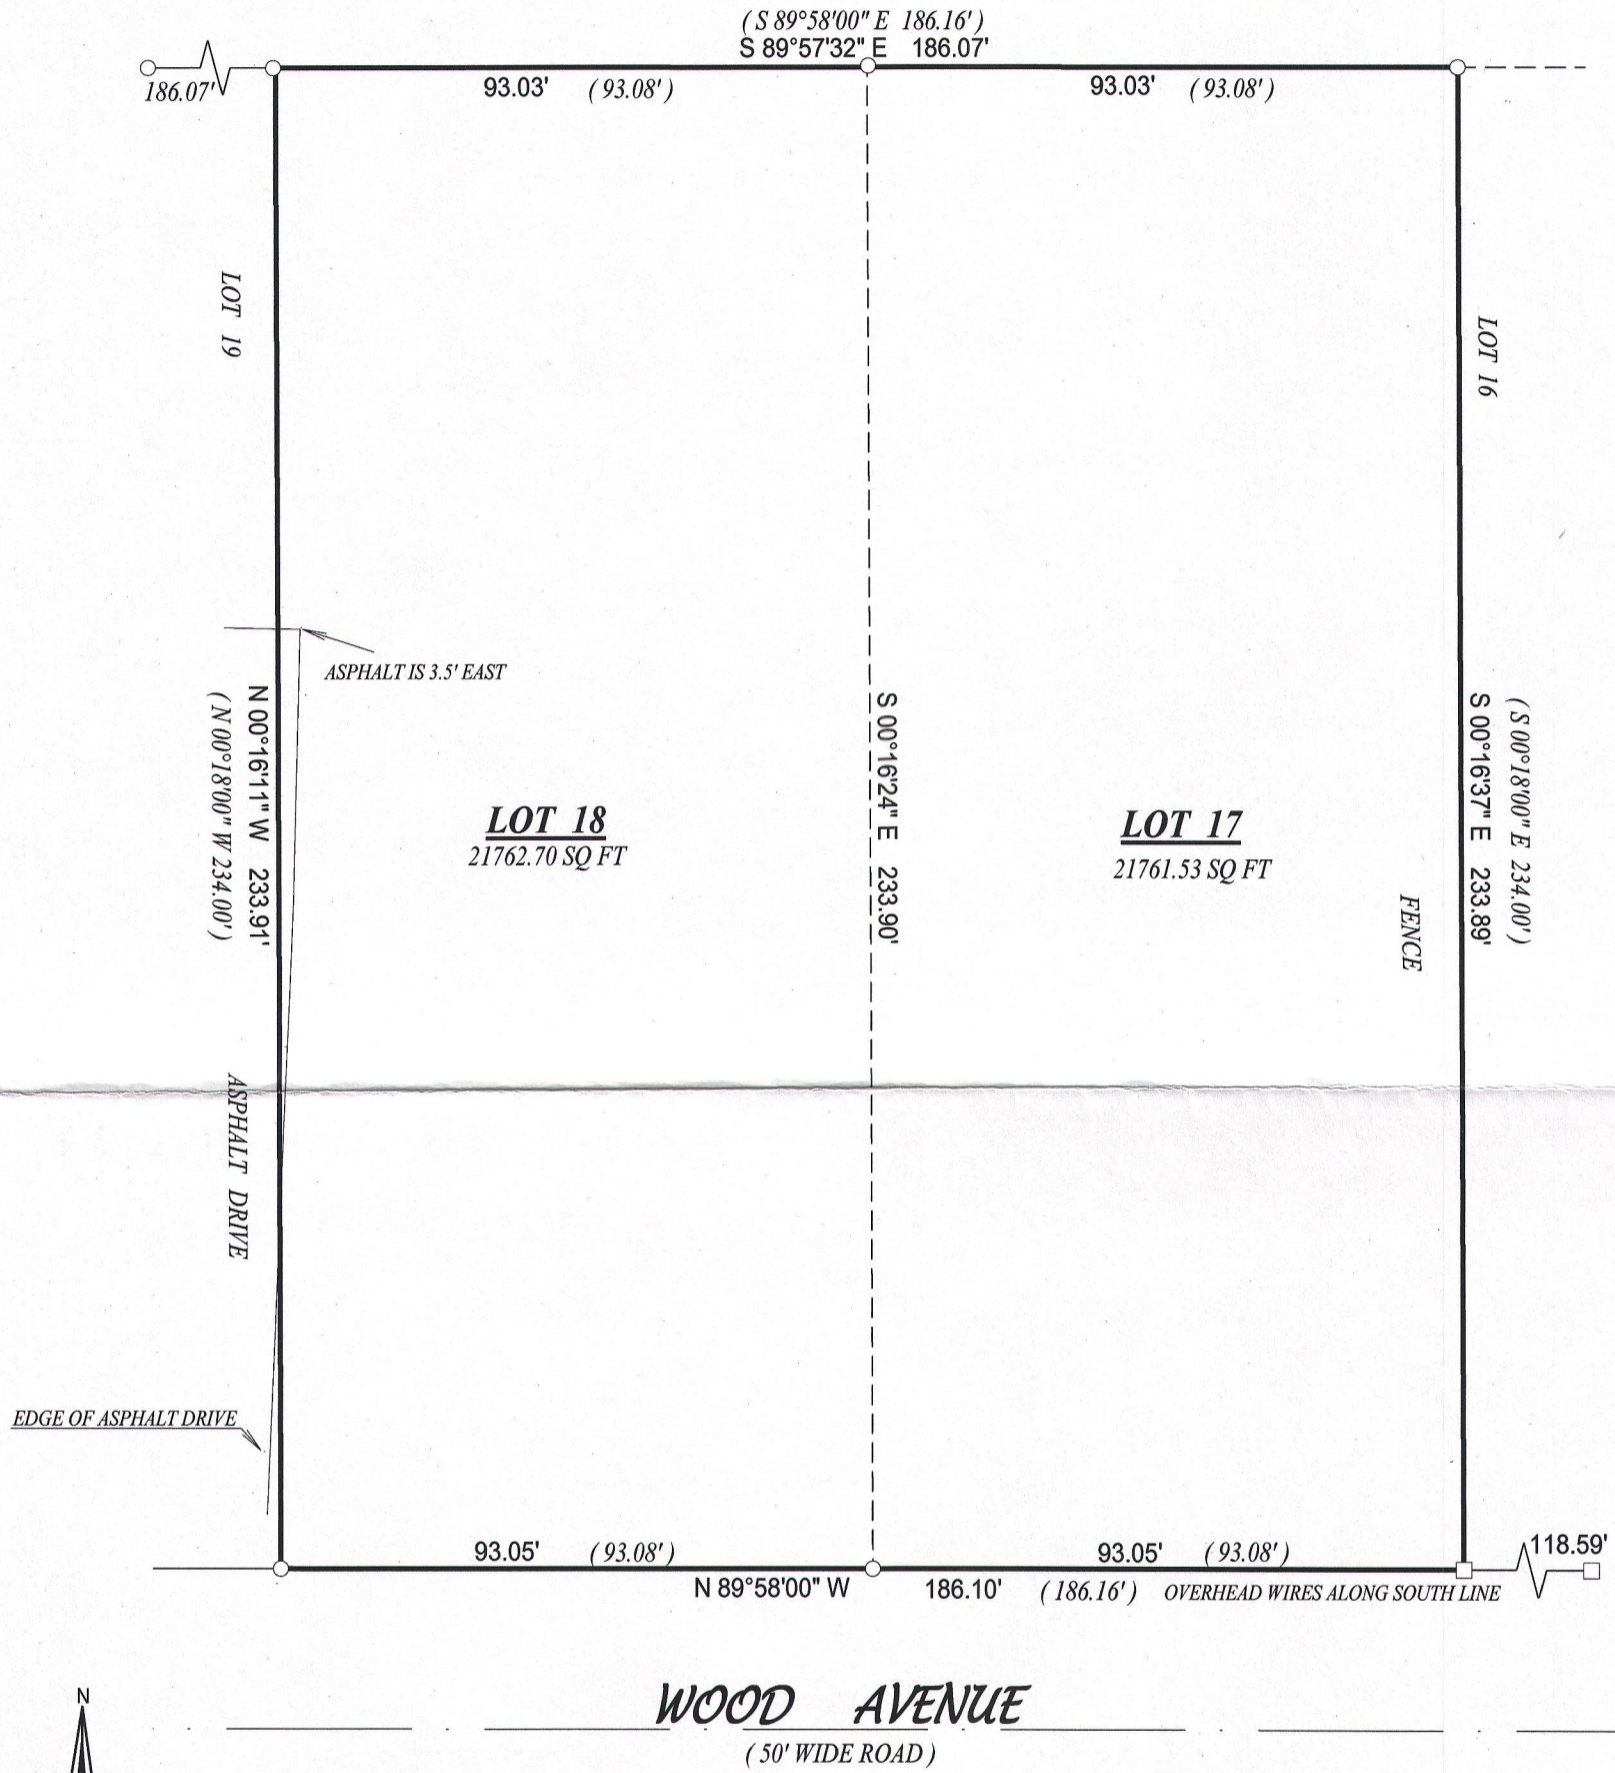 ( S 89°58'00" E 186.16' )
S 89°57'32" E 186.07'
186.07'
93.03' ( 93.08' )
93.03' ( 93.08' )
LOT 19
LOT 16
ASPHALT IS 3.5' EAST
N 00°16'11" W 233.91'
( N 00°18'00" W 234.00' )
S 00°16'24" E 233.90'
S 00°16'37" E 233.89'
( S 00°18'00" E 234.00' )
LOT 18
21762.70 SQ FT
LOT 17
21761.53 SQ FT
FENCE
ASPHALT DRIVE
EDGE OF ASPHALT DRIVE
93.05' ( 93.08' )
93.05' ( 93.08' )
118.59'
N 89°58'00" W 186.10' ( 186.16' ) OVERHEAD WIRES ALONG SOUTH LINE
N
WOOD AVENUE
( 50' WIDE ROAD )